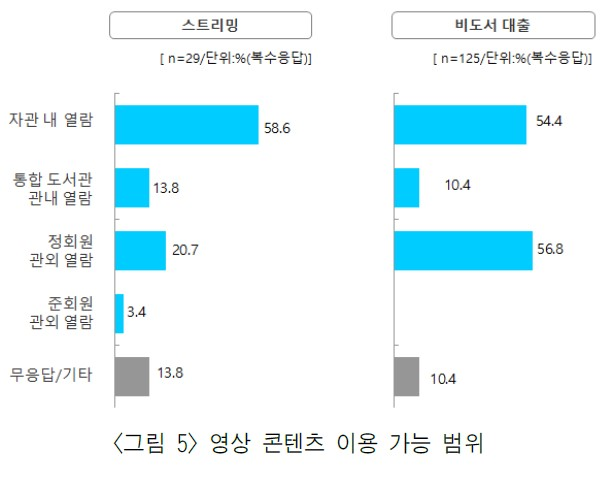 스트리밍
비도서 대출
[ n=29/단위:%(복수응답)]
[ n=125/단위:%(복수응답)]
자관 내 열람
58.6
54.4
통합 도서관
관내 열람
13.8
10.4
정회원
관외 열람
20.7
56.8
준회원
관외 열람
3.4
무응답/기타
13.8
10.4
<그림 5> 영상 콘텐츠 이용 가능 범위